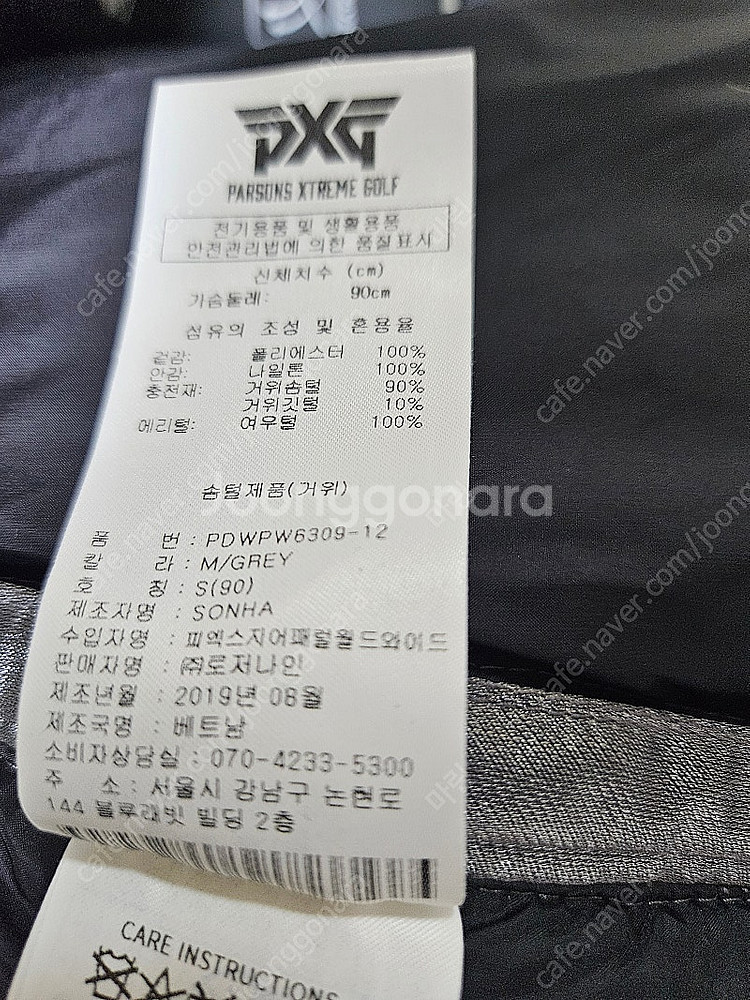 PXG
PARSONS XTREME GOLF
전기용품 및 생활용품
안전관리법에 의한 품질표시
신체치수 (cm)
가슴둘레: 90cm
섬유의 조성 및 혼용율
겉감: 폴리에스터 100%
안감: 나일론 100%
충전재: 거위솜털 90%
거위깃털 10%
에리털: 여우털 100%
솜털제품(거위)
Joonggonara
품 번 : PDWPW6309-12
칼 라 : M/GREY
호 칭 : S(90)
제조자명 : SONHA
수입자명 : 피엑스지어패럴월드와이드
판매자명 : ㈜로저나인
제조년월 : 2019년 08월
제조국명 : 베트남
소비자상담실 : 070-4233-5300
주 소 : 서울시 강남구 논현로
144 블루래빗 빌딩 2층
CARE INSTRUCTIONS
cafe.naver.com/joonggonara